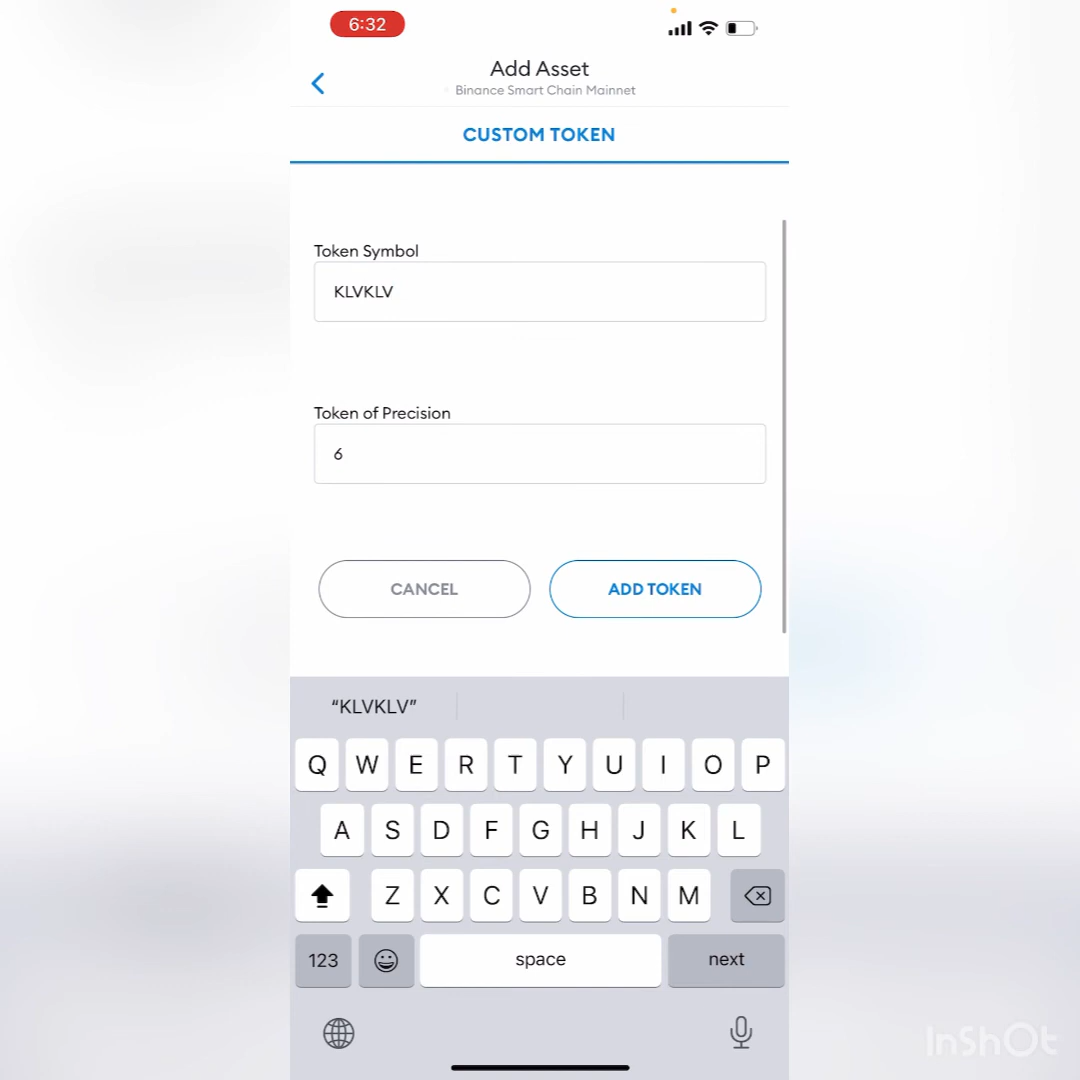 6:32
Add Asset
Binance Smart Chain Mainnet
CUSTOM TOKEN
Token Symbol
KLVKLV
Token of Precision
6
CANCEL
ADD TOKEN
“KLVKLV”
Q W E R T Y U I O P
A S D F G H J K L
Z X C V B N M
123 space next
InShOt